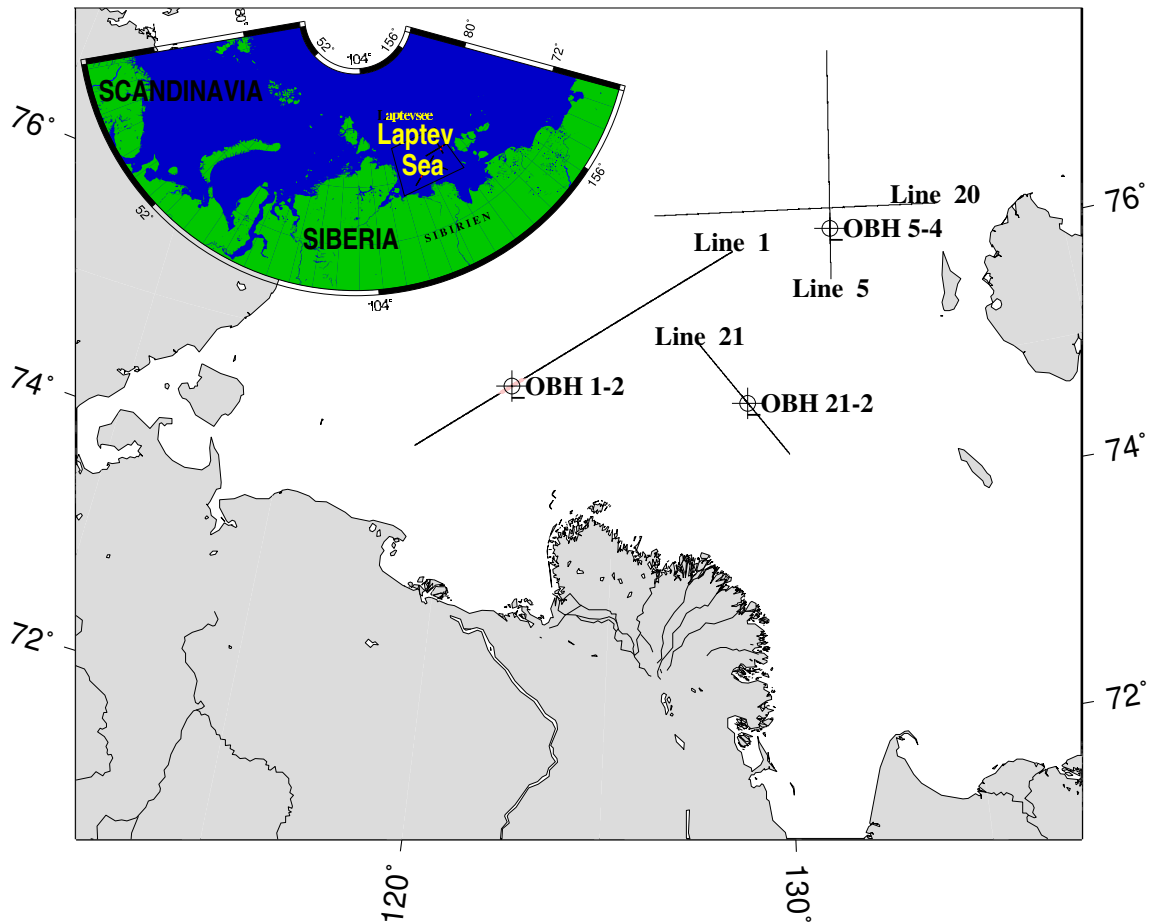 80°
52°
104°
156°
80°
72°
SCANDINAVIA
Laptevsee
Laptev
Sea
76°
156°
52°
SIBERIA
SIBIRIEN
104°
Line 20
76°
OBH 5-4
Line 1
Line 5
Line 21
74°
OBH 1-2
OBH 21-2
74°
72°
72°
120°
130°